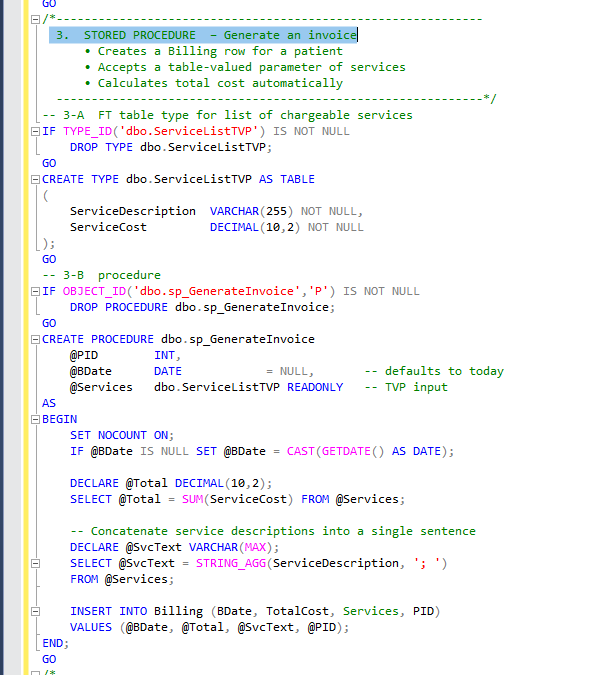 GO
/*-------------------------------------------------------------
3.  STORED PROCEDURE  – Generate an invoice
• Creates a Billing row for a patient
• Accepts a table-valued parameter of services
• Calculates total cost automatically
-------------------------------------------------------------*/
-- 3-A  FT table type for list of chargeable services
IF TYPE_ID('dbo.ServiceListTVP') IS NOT NULL
    DROP TYPE dbo.ServiceListTVP;
GO
CREATE TYPE dbo.ServiceListTVP AS TABLE
(
    ServiceDescription  VARCHAR(255) NOT NULL,
    ServiceCost         DECIMAL(10,2) NOT NULL
);
GO
-- 3-B  procedure
IF OBJECT_ID('dbo.sp_GenerateInvoice','P') IS NOT NULL
    DROP PROCEDURE dbo.sp_GenerateInvoice;
GO
CREATE PROCEDURE dbo.sp_GenerateInvoice
    @PID        INT,
    @BDate      DATE            = NULL,       -- defaults to today
    @Services   dbo.ServiceListTVP READONLY   -- TVP input
AS
BEGIN
    SET NOCOUNT ON;
    IF @BDate IS NULL SET @BDate = CAST(GETDATE() AS DATE);
    DECLARE @Total DECIMAL(10,2);
    SELECT @Total = SUM(ServiceCost) FROM @Services;
    -- Concatenate service descriptions into a single sentence
    DECLARE @SvcText VARCHAR(MAX);
    SELECT @SvcText = STRING_AGG(ServiceDescription, '; ')
    FROM @Services;
    INSERT INTO Billing (BDate, TotalCost, Services, PID)
    VALUES (@BDate, @Total, @SvcText, @PID);
END;
GO
/*